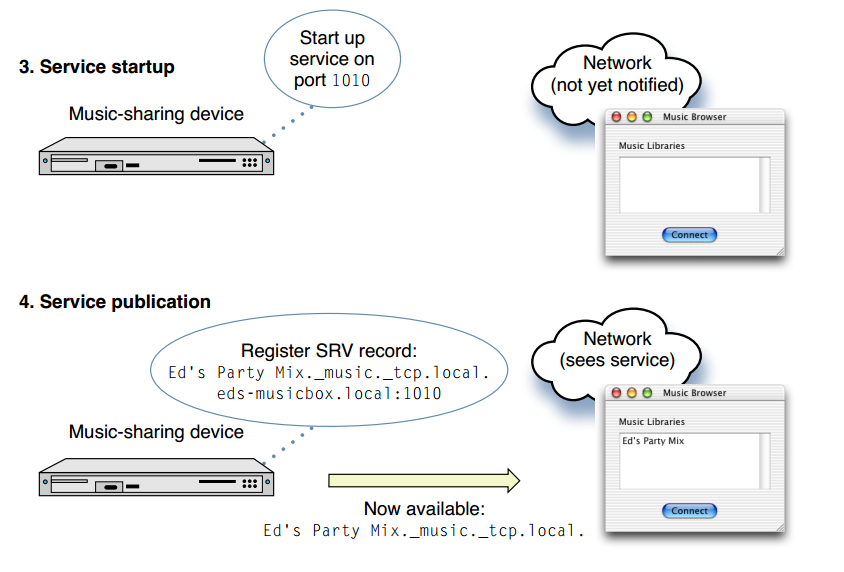 3. Service startup
Start up
service on
port 1010
Music-sharing device
Network
(not yet notified)
Music Browser
Music Libraries
Connect
4. Service publication
Register SRV record:
Ed's Party Mix._music._tcp.local.
eds-musicbox.local:1010
Music-sharing device
Now available:
Ed's Party Mix._music._tcp.local.
Network
(sees service)
Music Browser
Music Libraries
Ed's Party Mix
Connect